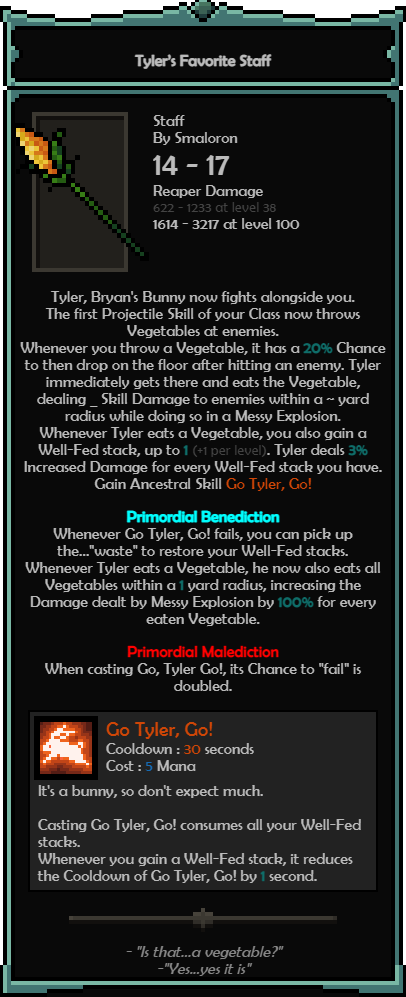 Tyler's Favorite Staff
Staff
By Smaloron
14 - 17
Reaper Damage
622 - 1233 at level 38
1614 - 3217 at level 100
Tyler, Bryan's Bunny now fights alongside you.
The first Projectile Skill of your Class now throws
Vegetables at enemies.
Whenever you throw a Vegetable, it has a 20% Chance
to then drop on the floor after hitting an enemy. Tyler
immediately gets there and eats the Vegetable,
dealing _ Skill Damage to enemies within a ~ yard
radius while doing so in a Messy Explosion.
Whenever Tyler eats a Vegetable, you also gain a
Well-Fed stack, up to 1 (+1 per level). Tyler deals 3%
Increased Damage for every Well-Fed stack you have.
Gain Ancestral Skill Go Tyler, Go!
Primordial Benediction
Whenever Go Tyler, Go! fails, you can pick up
the..."waste" to restore your Well-Fed stacks.
Whenever Tyler eats a Vegetable, he now also eats all
Vegetables within a 1 yard radius, increasing the
Damage dealt by Messy Explosion by 100% for every
eaten Vegetable.
Primordial Malediction
When casting Go, Tyler Go!, its Chance to "fail" is
doubled.
Go Tyler, Go!
Cooldown : 30 seconds
Cost : 5 Mana
It's a bunny, so don't expect much.
Casting Go Tyler, Go! consumes all your Well-Fed
stacks.
Whenever you gain a Well-Fed stack, it reduces
the Cooldown of Go Tyler, Go! by 1 second.
- "Is that...a vegetable?"
-"Yes...yes it is"